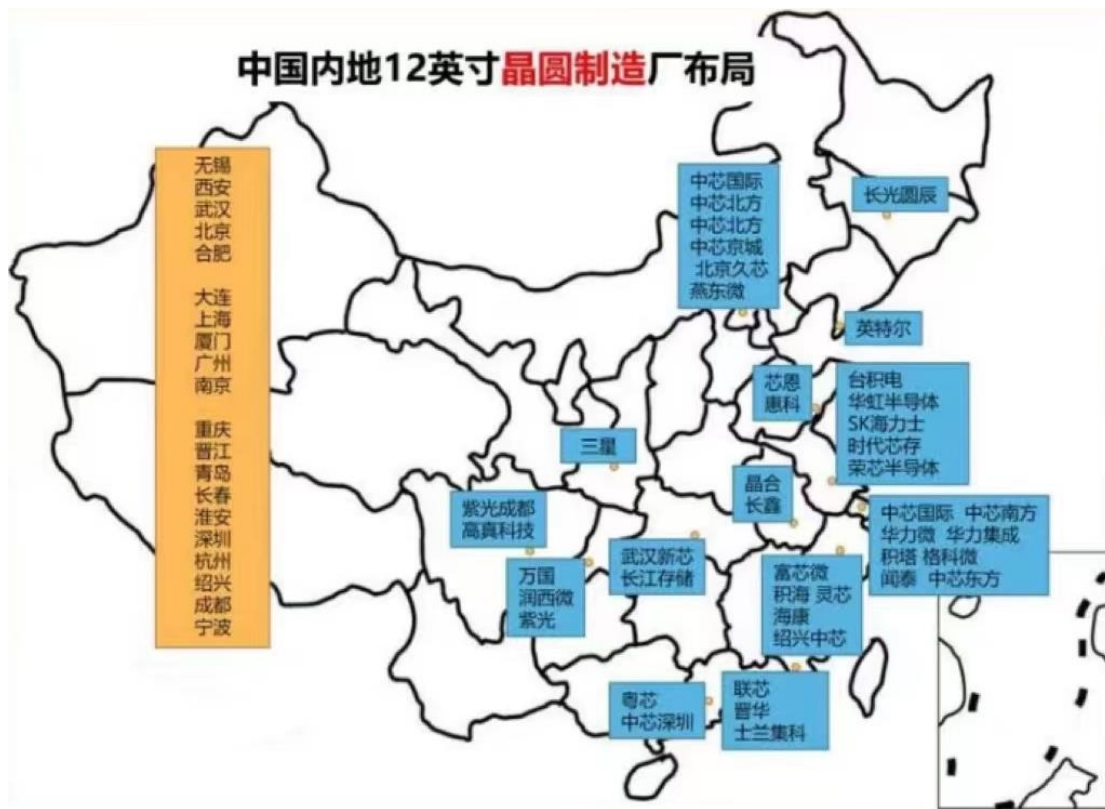 中国内地12英寸晶圆制造厂布局
无锡
西安
武汉
北京
合肥
大连
上海
厦门
广州
南京
重庆
晋江
青岛
长春
淮安
深圳
杭州
绍兴
成都
宁波
中芯国际
中芯北方
中芯北方
中芯京城
北京久芯
燕东微
长光圆辰
英特尔
芯恩
惠科
台积电
华虹半导体
SK海力士
时代芯存
荣芯半导体
三星
晶合
长鑫
紫光成都
高真科技
中芯国际 中芯南方
华力微 华力集成
积塔 格科微
闻泰 中芯东方
武汉新芯
长江存储
万国
润西微
紫光
富芯微
积海 灵芯
海康
绍兴中芯
粤芯
中芯深圳
联芯
晋华
士兰集科